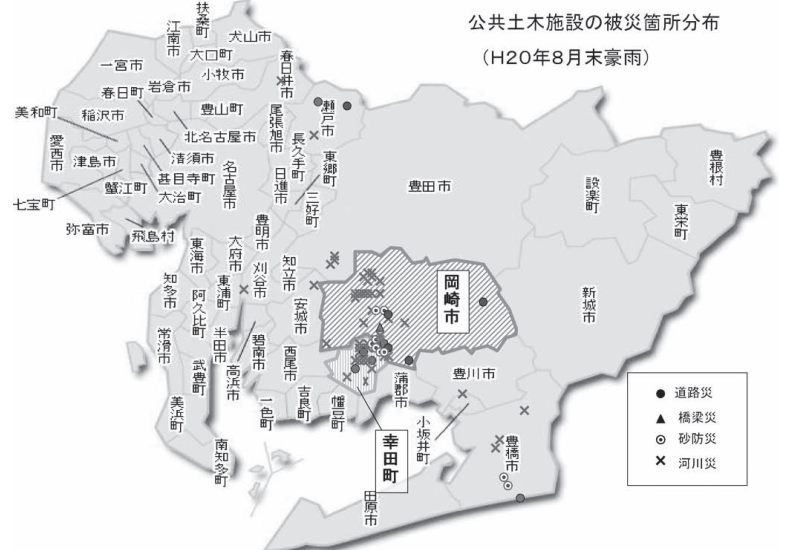 公共土木施設の被災箇所分布
（H20年8月末豪雨）
扶桑町
江南市
犬山市
大口町
一宮市
小牧市
春日井市
岩倉市
春日町
美和町
稲沢市
豊山町
瀬戸市
尾張旭市
北名古屋市
長久手町
愛西市
津島市
清須市
名古屋市
日進市
東郷町
甚目寺町
蟹江町
大治町
七宝町
三好町
豊田市
設楽町
豊根村
東栄町
弥富市
飛島村
豊明市
東海市
大府市
刈谷市
知立市
岡崎市
新城市
知多市
阿久比町
東浦町
安城市
常滑市
半田市
碧南市
西尾市
武豊町
高浜市
美浜町
一色町
吉良町
幡豆町
蒲郡市
豊川市
小坂井町
南知多町
幸田町
豊橋市
田原市
道路災
橋梁災
砂防災
河川災